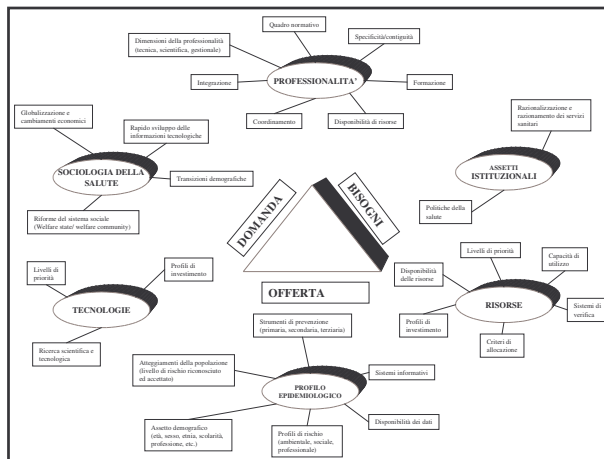 Quadro normativo
Dimensioni della professionalità
(tecnica, scientifica, gestionale)
Specificità/contiguità
Integrazione
PROFESSIONALITA'
Formazione
Coordinamento
Disponibilità di risorse
Globalizzazione e
cambiamenti economici
Rapido sviluppo delle
informazioni tecnologiche
SOCIOLOGIA DELLA
SALUTE
Transizioni demografiche
Riforme del sistema sociale
(Welfare state/ welfare community)
Razionalizzazione e
razionamento dei servizi
sanitari
ASSETTI
ISTITUZIONALI
Politiche della
salute
DOMANDA
BISOGNI
OFFERTA
Livelli di
priorità
Profili di
investimento
TECNOLOGIE
Ricerca scientifica e
tecnologica
Livelli di priorità
Disponibilità
delle risorse
Capacità di
utilizzo
RISORSE
Profili di
investimento
Sistemi di
verifica
Criteri di
allocazione
Strumenti di prevenzione
(primaria, secondaria, terziaria)
Atteggiamenti della popolazione
(livello di rischio riconosciuto
ed accettato)
Sistemi informativi
PROFILO
EPIDEMIOLOGICO
Assetto demografico
(età, sesso, etnia, scolarità,
professione, etc.)
Profili di rischio
(ambientale, sociale,
professionale)
Disponibilità dei dati